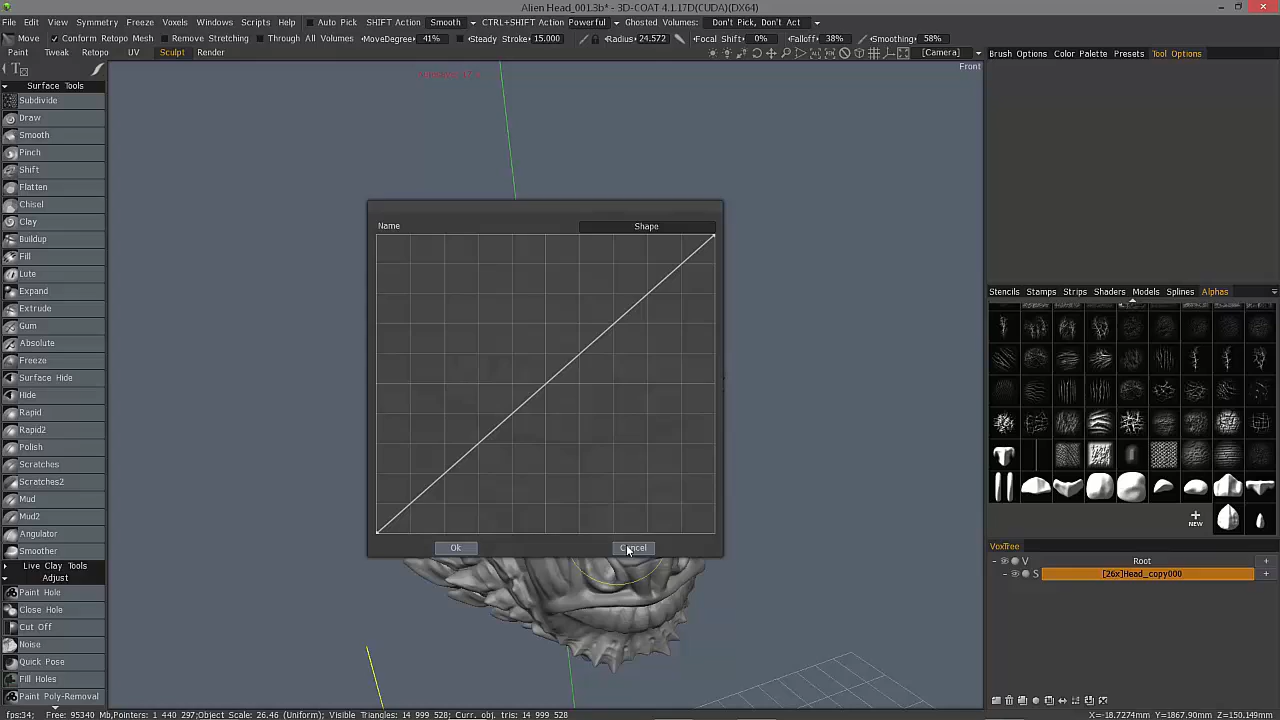 Alien Head_001.3b* - 3D-COAT 4.1.17D(CUDA)(DX64)
File Edit View Symmetry Freeze Voxels Windows Scripts Help Auto Pick SHIFT Action Smooth CTRL+SHIFT Action Powerful Ghosted Volumes: Don't Pick, Don't Act
Move Conform Retopo Mesh Remove Stretching Through All Volumes MoveDegree 41% Steady Stroke 15.000 Radius 24.572 Focal Shift 0% Falloff 38% Smoothing 58%
Paint Tweak Retopo UV Sculpt Render [Camera] Brush Options Color Palette Presets Tool Options
Front
Surface Tools
Subdivide
Draw
Smooth
Pinch
Shift
Flatten
Chisel
Clay
Buildup
Fill
Lute
Expand
Extrude
Gum
Absolute
Freeze
Surface Hide
Hide
Rapid
Rapid2
Polish
Scratches
Scratches2
Mud
Mud2
Angulator
Smoother
Live Clay Tools
Adjust
Paint Hole
Close Hole
Cut Off
Noise
Quick Pose
Fill Holes
Paint Poly-Removal
Name Shape
Ok Cancel
Stencils Stamps Strips Shaders Models Splines Alphas
NEW
VoxTree
V Root +
S [26x]Head_copy000 +
fps:34; Free: 95340 Mb,Pointers: 1 440 297;Object Scale: 26.46 (Uniform); Visible Triangles: 14 999 528; Curr. obj. tris: 14 999 528 X=-18.7274mm; Y=1867.90mm Z=150.149mm